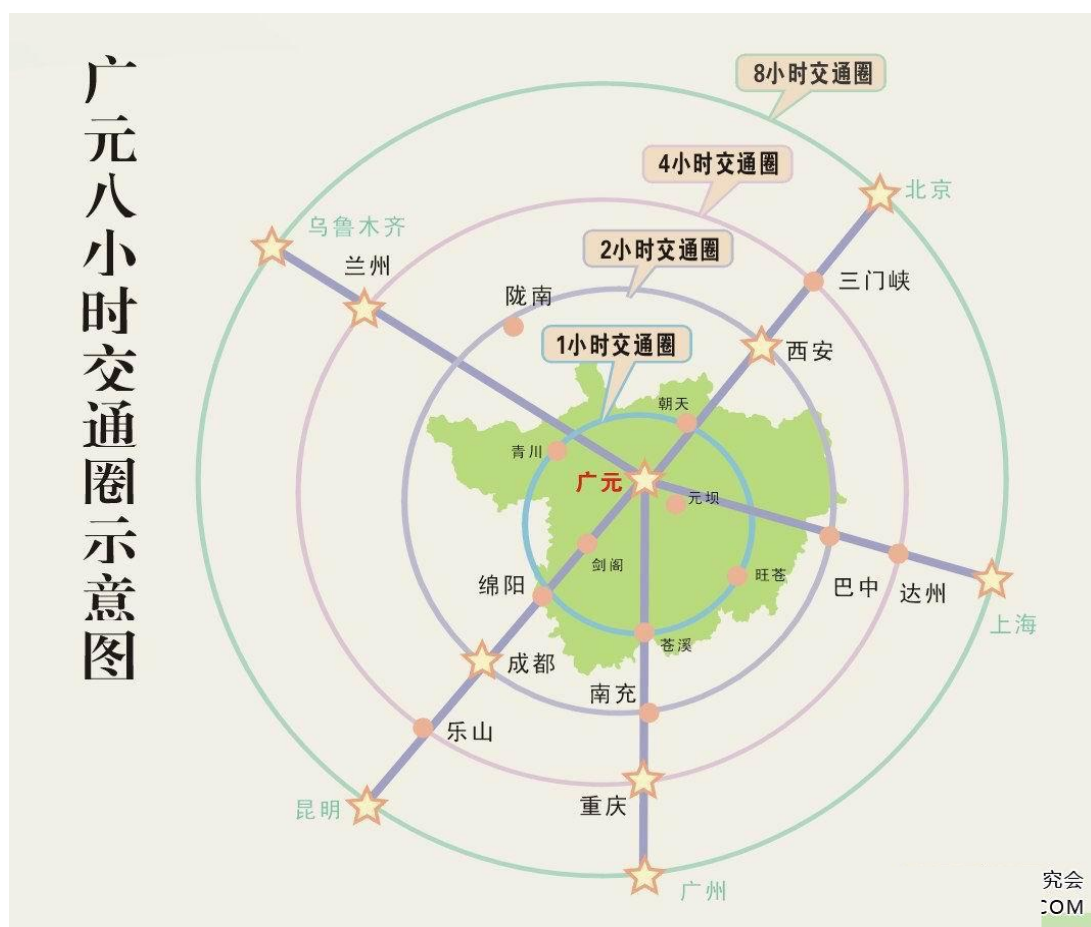 广元八小时交通圈示意图
8小时交通圈
4小时交通圈
北京
乌鲁木齐
2小时交通圈
兰州
三门峡
陇南
1小时交通圈
西安
朝天
青川
广元
元坝
剑阁
旺苍
绵阳
巴中
达州
上海
苍溪
成都
南充
乐山
重庆
昆明
究会
广州
COM